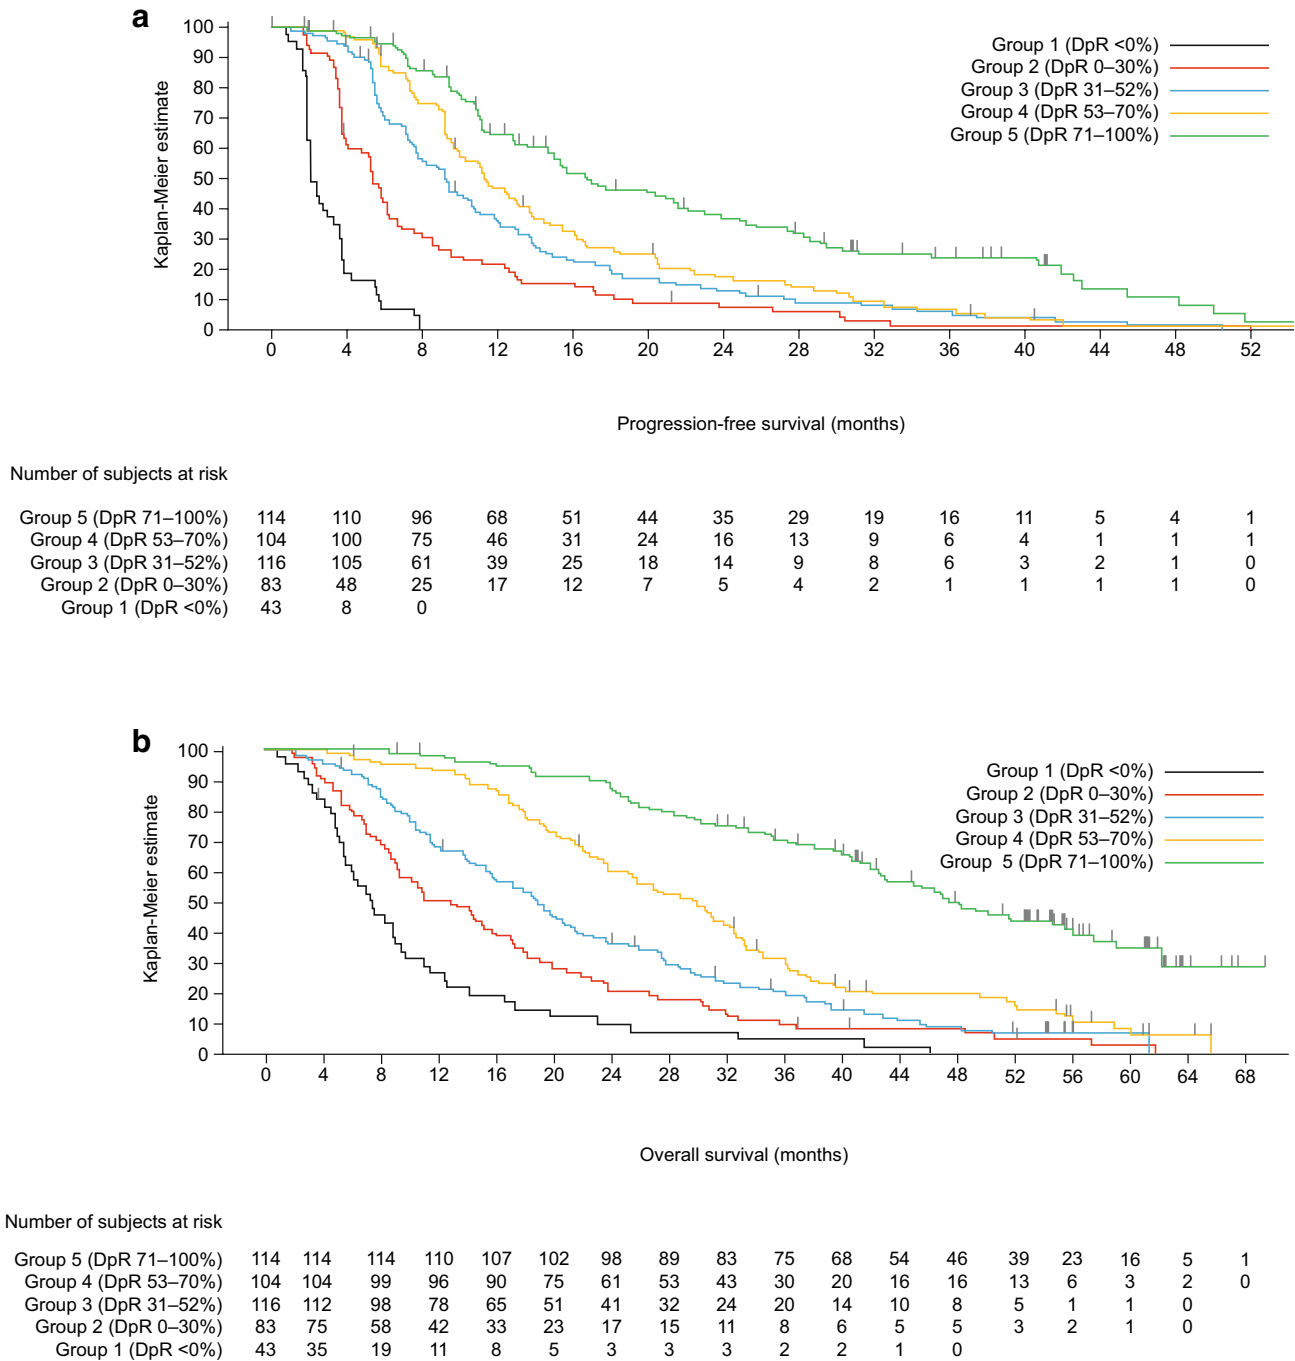 a
Kaplan-Meier estimate
100
90
80
70
60
50
40
30
20
10
0
Group 1 (DpR <0%)
Group 2 (DpR 0–30%)
Group 3 (DpR 31–52%)
Group 4 (DpR 53–70%)
Group 5 (DpR 71–100%)
0 4 8 12 16 20 24 28 32 36 40 44 48 52
Progression-free survival (months)
Number of subjects at risk
Group 5 (DpR 71–100%) 114 110 96 68 51 44 35 29 19 16 11 5 4 1
Group 4 (DpR 53–70%) 104 100 75 46 31 24 16 13 9 6 4 1 1 1
Group 3 (DpR 31–52%) 116 105 61 39 25 18 14 9 8 6 3 2 1 0
Group 2 (DpR 0–30%) 83 48 25 17 12 7 5 4 2 1 1 1 1 0
Group 1 (DpR <0%) 43 8 0
b
Kaplan-Meier estimate
100
90
80
70
60
50
40
30
20
10
0
Group 1 (DpR <0%)
Group 2 (DpR 0–30%)
Group 3 (DpR 31–52%)
Group 4 (DpR 53–70%)
Group 5 (DpR 71–100%)
0 4 8 12 16 20 24 28 32 36 40 44 48 52 56 60 64 68
Overall survival (months)
Number of subjects at risk
Group 5 (DpR 71–100%) 114 114 114 110 107 102 98 89 83 75 68 54 46 39 23 16 5 1
Group 4 (DpR 53–70%) 104 104 99 96 90 75 61 53 43 30 20 16 16 13 6 3 2 0
Group 3 (DpR 31–52%) 116 112 98 78 65 51 41 32 24 20 14 10 8 5 1 1 0
Group 2 (DpR 0–30%) 83 75 58 42 33 23 17 15 11 8 6 5 5 3 2 1 0
Group 1 (DpR <0%) 43 35 19 11 8 5 3 3 3 2 2 1 0